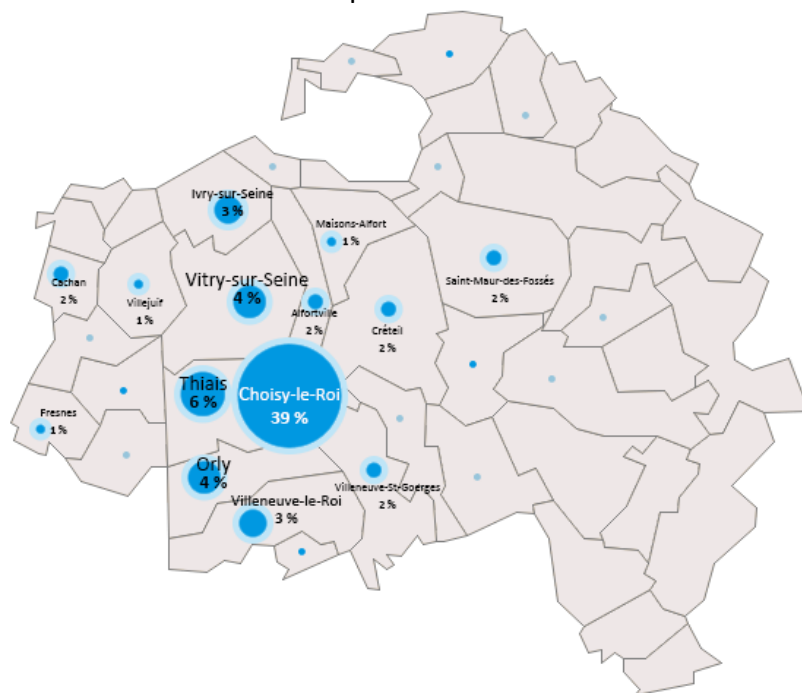 Ivry-sur-Seine
3 %
Maisons-Alfort
1 %
Cachan
2 %
Villejuif
1 %
Vitry-sur-Seine
4 %
Alfortville
2 %
Créteil
2 %
Saint-Maur-des-Fossés
2 %
Thiais
6 %
Choisy-le-Roi
39 %
Fresnes
1 %
Orly
4 %
Villeneuve-le-Roi
3 %
Villeneuve-St-Goerges
2 %